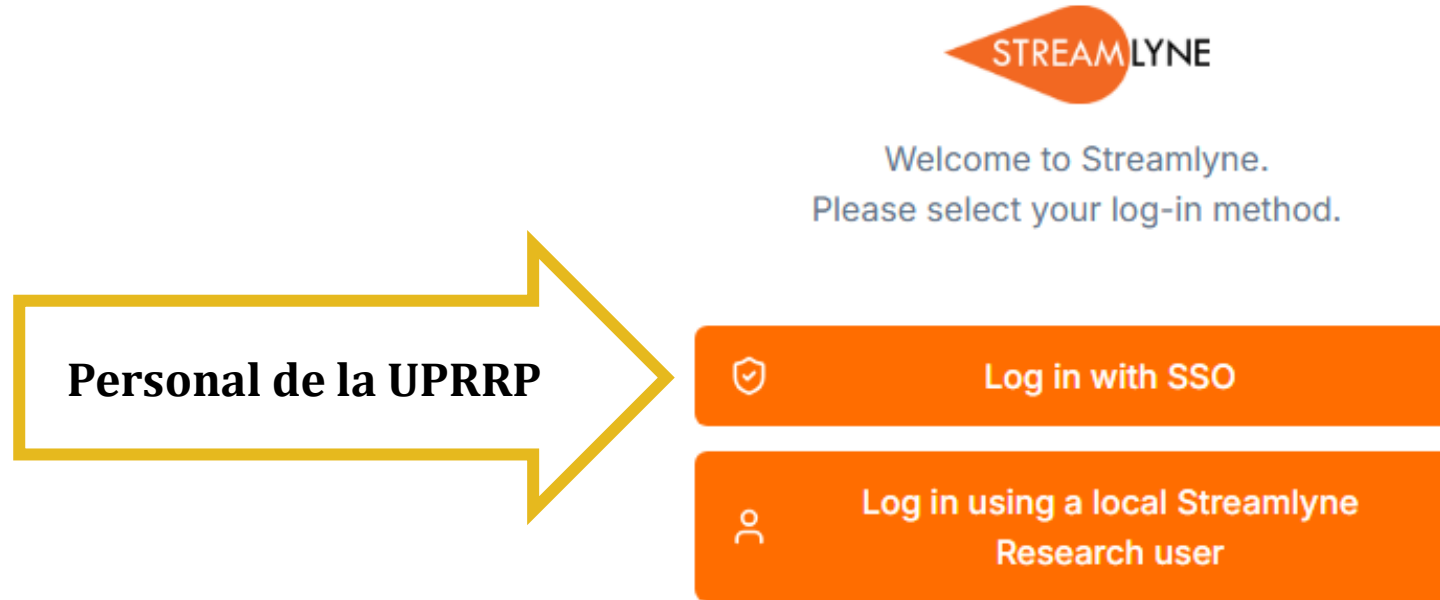 STREAMLYNE
Welcome to Streamlyne.
Please select your log-in method.
Personal de la UPRRP
Log in with SSO
Log in using a local Streamlyne
Research user